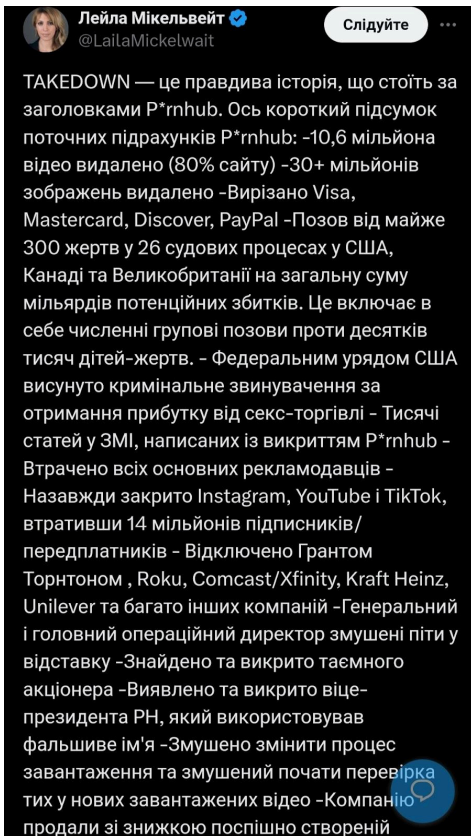 Лейла Мікельвейт
@LailaMickelwait
Слідуйте
TAKEDOWN — це правдива історія, що стоїть за
заголовками P*rnhub. Ось короткий підсумок
поточних підрахунків P*rnhub: -10,6 мільйона
відео видалено (80% сайту) -30+ мільйонів
зображень видалено -Вирізано Visa,
Mastercard, Discover, PayPal -Позов від майже
300 жертв у 26 судових процесах у США,
Канаді та Великобританії на загальну суму
мільярдів потенційних збитків. Це включає в
себе численні групові позови проти десятків
тисяч дітей-жертв. - Федеральним урядом США
висунуто кримінальне звинувачення за
отримання прибутку від секс-торгівлі - Тисячі
статей у ЗМІ, написаних із викриттям P*rnhub -
Втрачено всіх основних рекламодавців -
Назавжди закрито Instagram, YouTube і TikTok,
втративши 14 мільйонів підписників/
передплатників - Відключено Грантом
Торнтоном , Roku, Comcast/Xfinity, Kraft Heinz,
Unilever та багато інших компаній -Генеральний
і головний операційний директор змушені піти у
відставку -Знайдено та викрито таємного
акціонера -Виявлено та викрито віце-
президента PH, який використовував
фальшиве ім'я -Змушено змінити процес
завантаження та змушений почати перевірка
тих у нових завантажених відео -Компанію
продали зі знижкою поспішно створеній